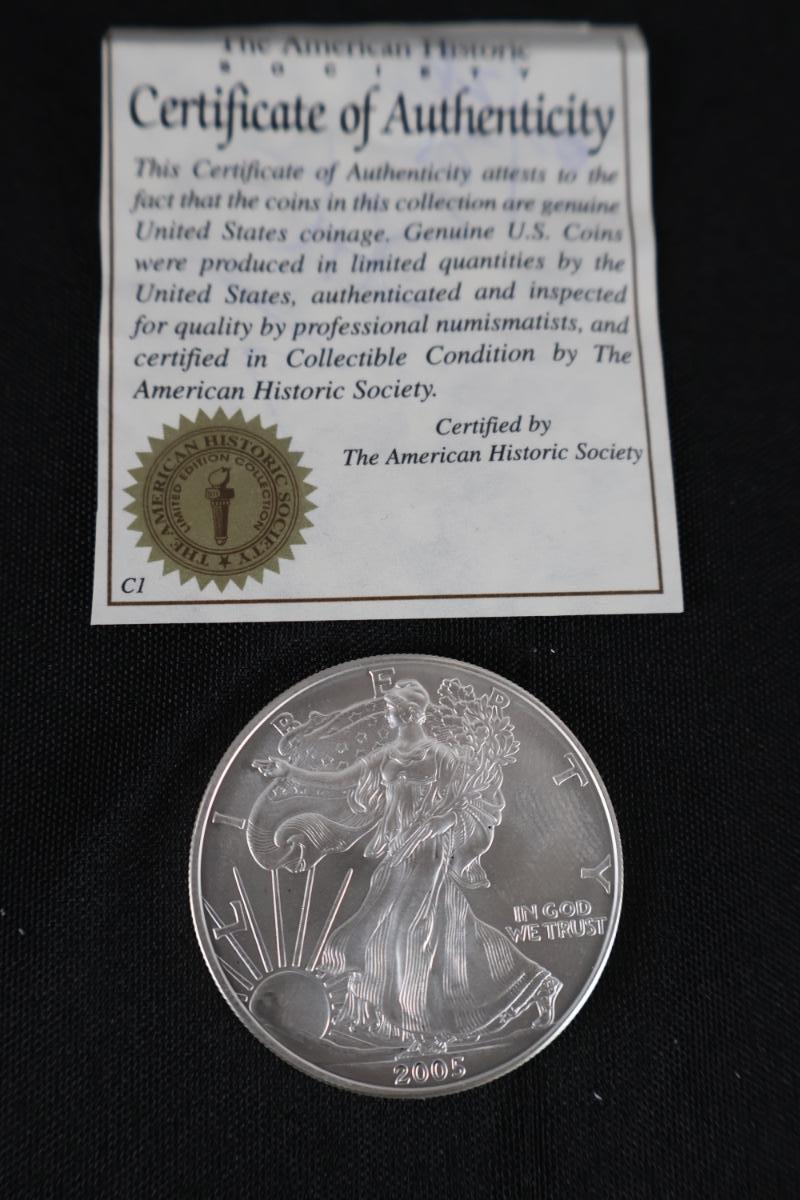 The American Historic
SOCIETY
Certificate of Authenticity
This Certificate of Authenticity attests to the
fact that the coins in this collection are genuine
United States coinage. Genuine U.S. Coins
were produced in limited quantities by the
United States, authenticated and inspected
for quality by professional numismatists, and
certified in Collectible Condition by The
American Historic Society.
Certified by
The American Historic Society
THE AMERICAN HISTORIC SOCIETY ★
LIMITED EDITION COLLECTION
C1
LIBERTY
IN GOD
WE TRUST
2005